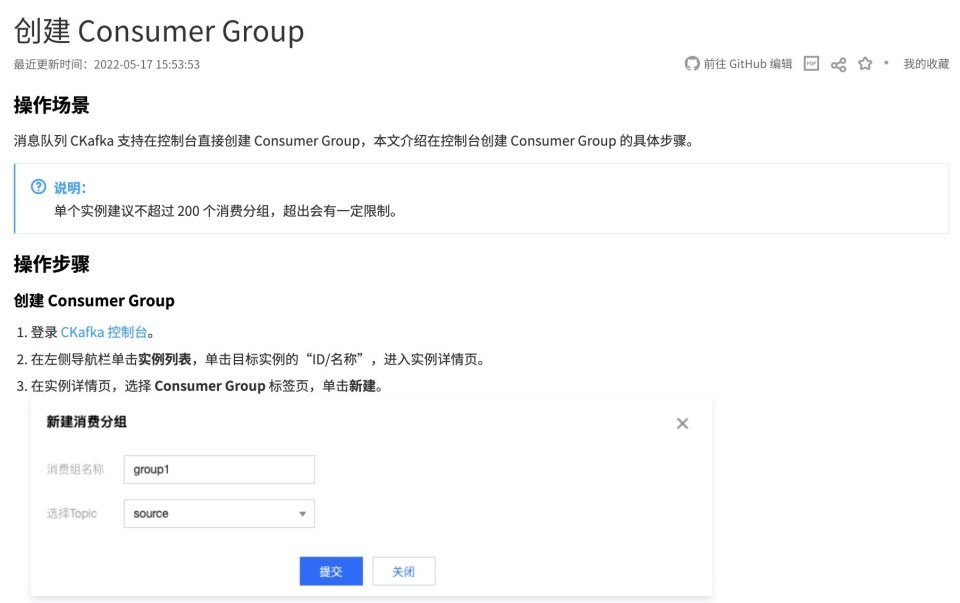 创建 Consumer Group
最近更新时间：2022-05-17 15:53:53
前往 GitHub 编辑 PDF • 我的收藏
操作场景
消息队列 CKafka 支持在控制台直接创建 Consumer Group，本文介绍在控制台创建 Consumer Group 的具体步骤。
说明：
单个实例建议不超过 200 个消费分组，超出会有一定限制。
操作步骤
创建 Consumer Group
1. 登录 CKafka 控制台。
2. 在左侧导航栏单击实例列表，单击目标实例的“ID/名称”，进入实例详情页。
3. 在实例详情页，选择 Consumer Group 标签页，单击新建。
新建消费分组
消费组名称 group1
选择Topic source
提交 关闭